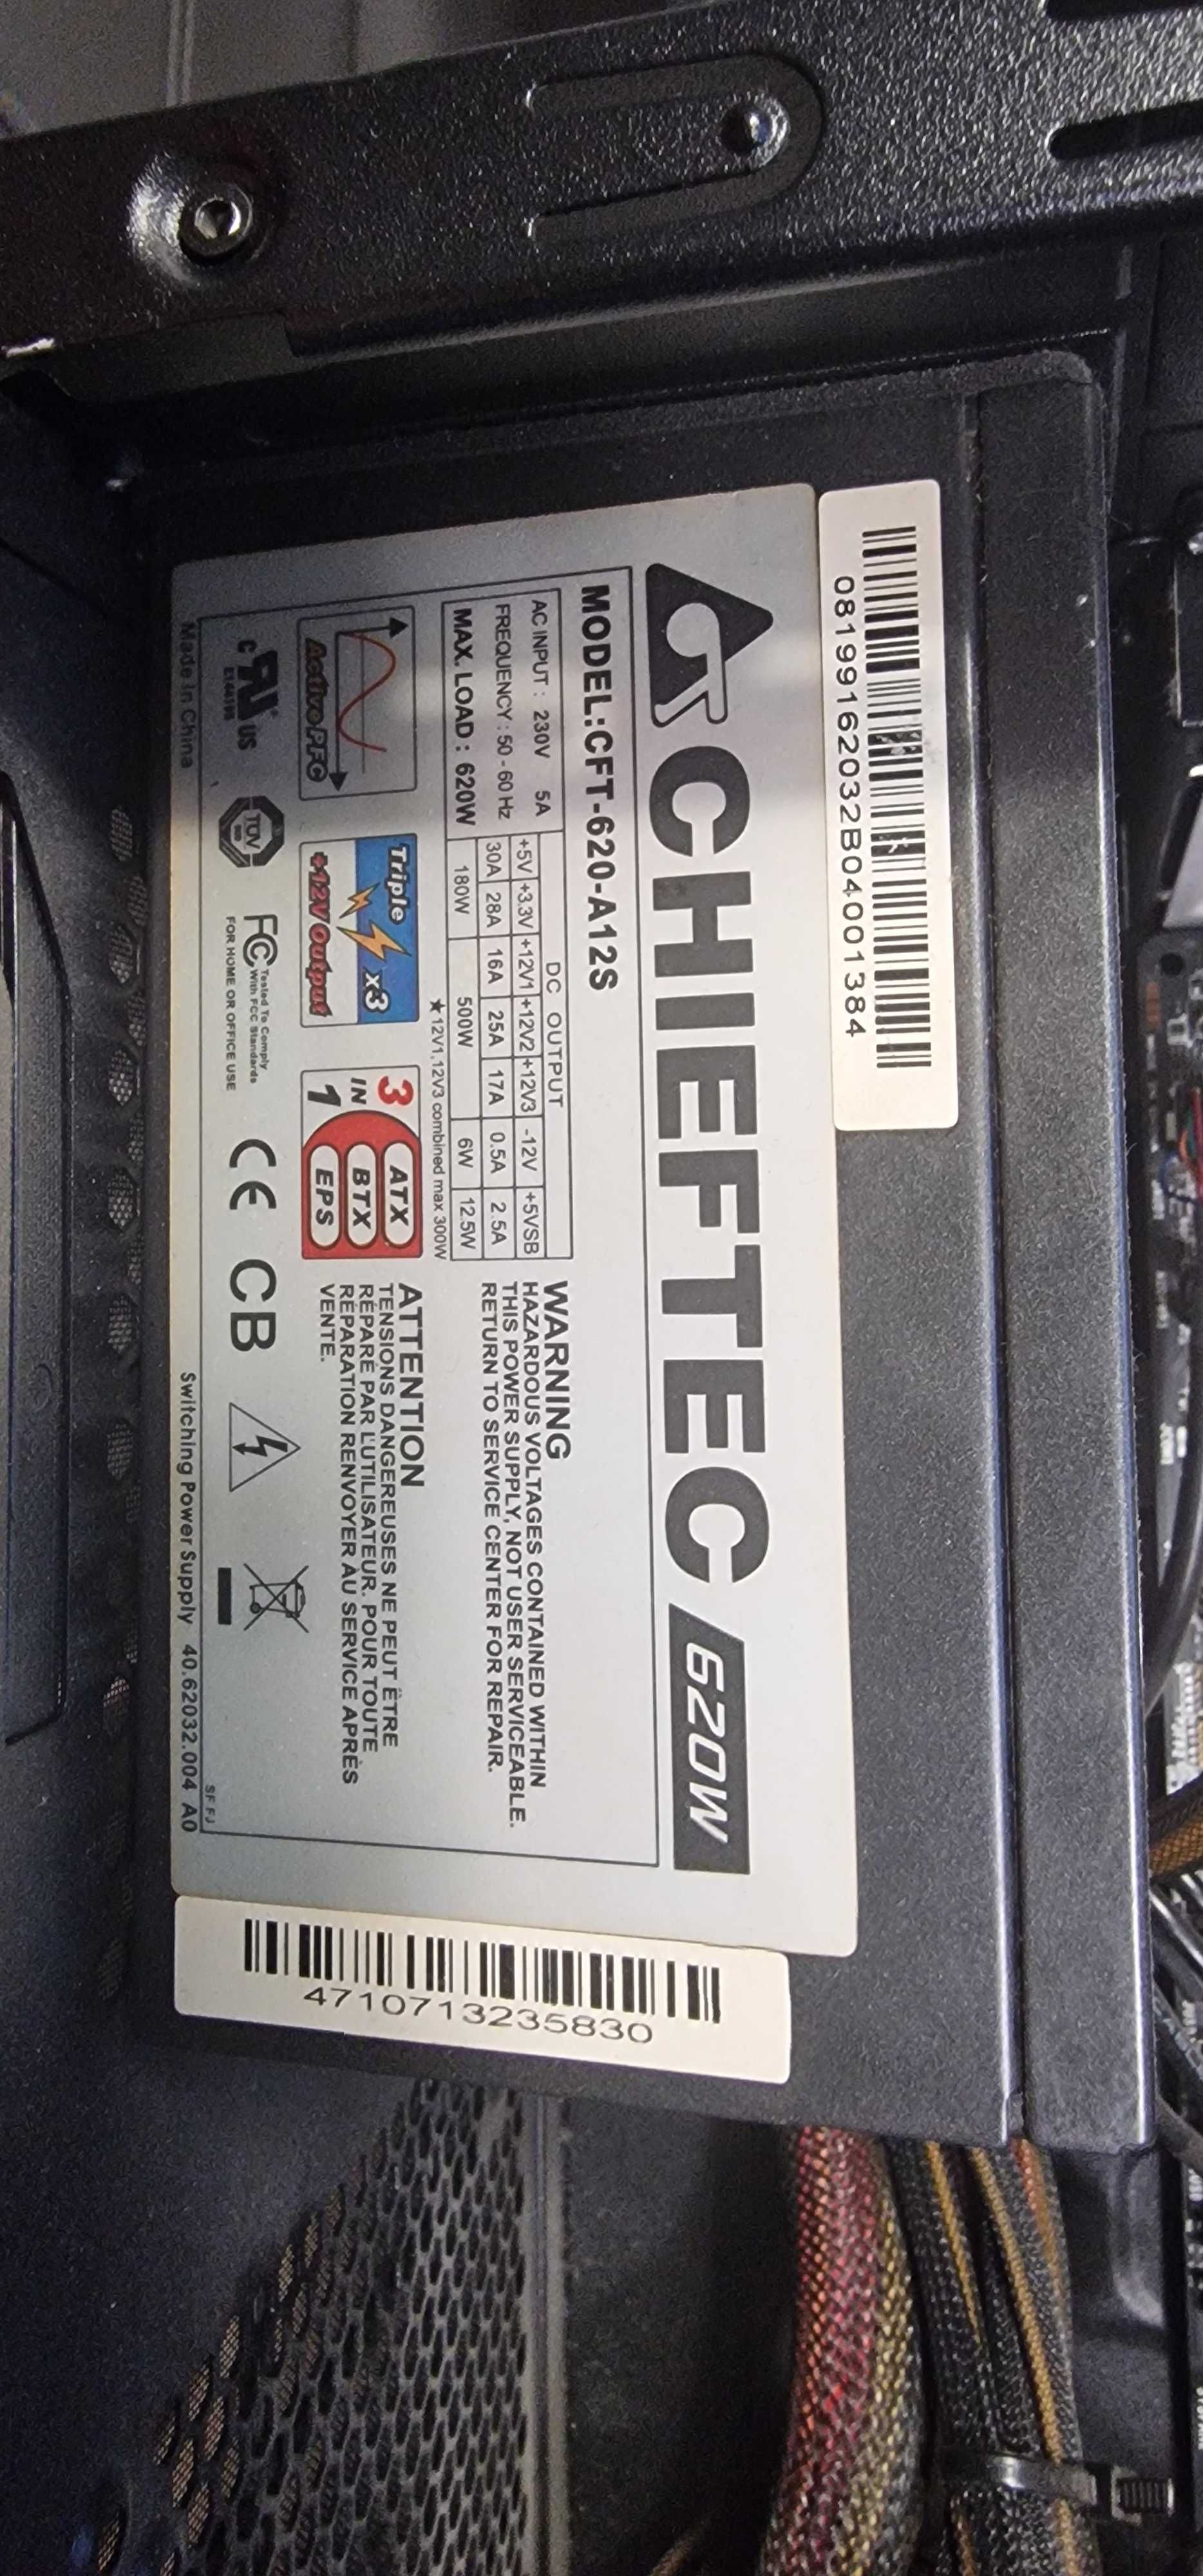 08199162032B04001384
CHIEFTEC 620W
MODEL:CFT-620-A12S
AC INPUT : 230V 5A
FREQUENCY : 50 - 60 Hz
MAX. LOAD : 620W
DC OUTPUT
+5V +3.3V +12V1 +12V2 +12V3 -12V +5VSB
30A 28A 16A 25A 17A 0.5A 2.5A
180W 500W 6W 12.5W
★12V1,12V3 combined max 300W
WARNING
HAZARDOUS VOLTAGES CONTAINED WITHIN
THIS POWER SUPPLY, NOT USER SERVICEABLE.
RETURN TO SERVICE CENTER FOR REPAIR.
Active PFC
Triple x3
+12V Output
3 IN 1
ATX
BTX
EPS
ATTENTION
TENSIONS DANGEREUSES NE PEUT ÊTRE
RÉPARÉ PAR L'UTILISATEUR. POUR TOUTE
RÉPARATION RENVOYER AU SERVICE APRÈS
VENTE.
c RU US
TÜV
FC Tested To Comply
With FCC Standards
FOR HOME OR OFFICE USE
CE
CB
SF FJ
Made in China
Switching Power Supply 40.62032.004 A0
4710713235830